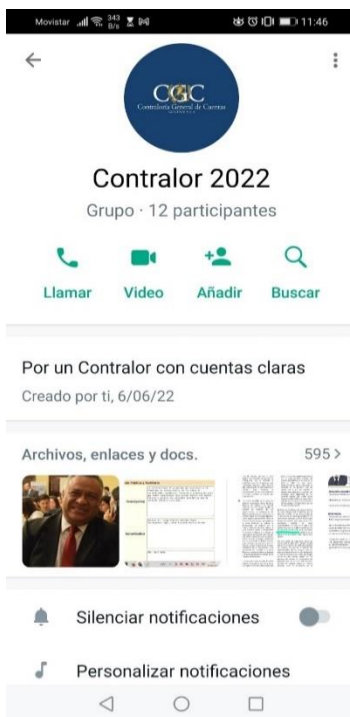 Movistar 343 B/s 11:46
CGC
Contraloría General de Cuentas
Contralor 2022
Grupo · 12 participantes
Llamar Video Añadir Buscar
Por un Contralor con cuentas claras
Creado por ti, 6/06/22
Archivos, enlaces y docs. 595 >
Silenciar notificaciones
Personalizar notificaciones